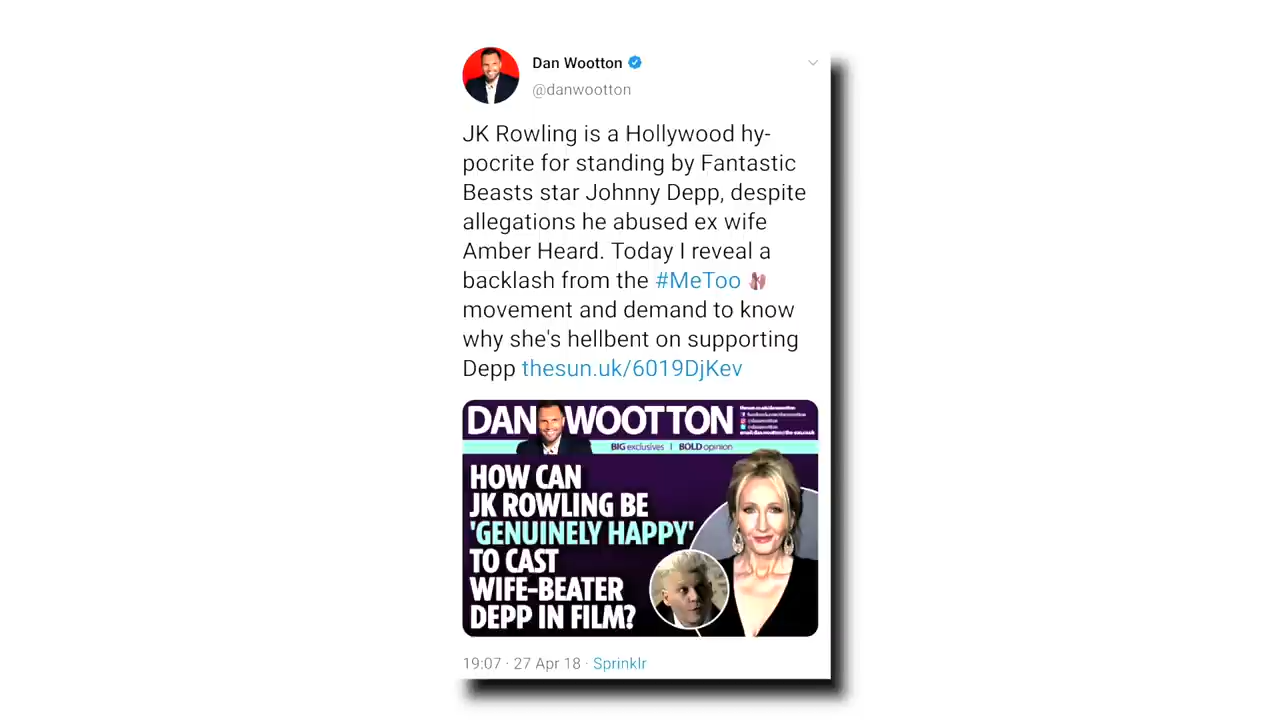 Dan Wootton
@danwootton
JK Rowling is a Hollywood hy-
pocrite for standing by Fantastic
Beasts star Johnny Depp, despite
allegations he abused ex wife
Amber Heard. Today I reveal a
backlash from the #MeToo
movement and demand to know
why she's hellbent on supporting
Depp thesun.uk/6019DjKev
DAN WOOTTON
BIG exclusives | BOLD opinion
HOW CAN
JK ROWLING BE
'GENUINELY HAPPY'
TO CAST
WIFE-BEATER
DEPP IN FILM?
19:07 · 27 Apr 18 · Sprinklr